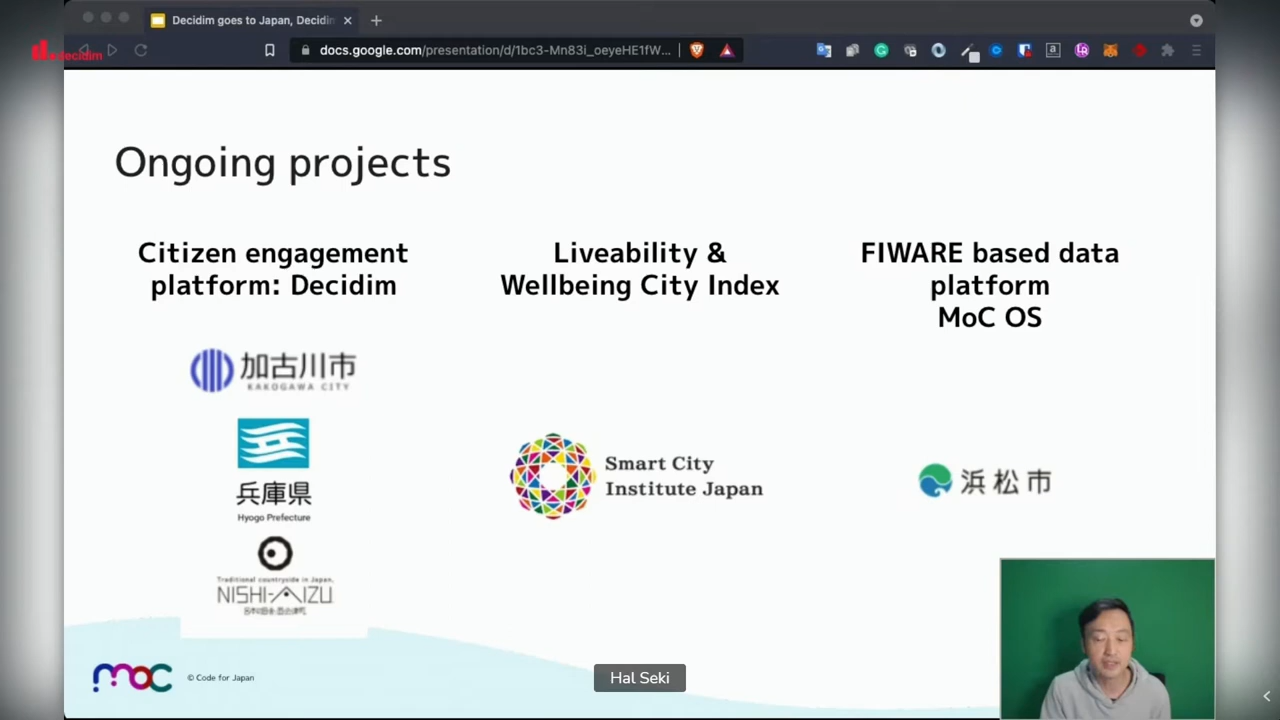 Decidim goes to Japan, Decidin
docs.google.com/presentation/d/1bc3-Mn83i_oeyeHE1fW...
decidim
Ongoing projects
Citizen engagement
platform: Decidim
Liveability &
Wellbeing City Index
FIWARE based data
platform
MoC OS
加古川市
KAKOGAWA CITY
兵庫県
Hyogo Prefecture
Smart City
Institute Japan
浜松市
Traditional countryside in Japan,
NISHI-AIZU
moc
© Code for Japan
Hal Seki